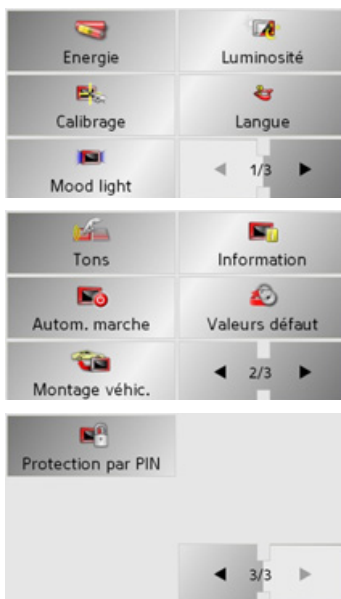 Energie
Luminosité
Calibrage
Langue
Mood light
1/3
Tons
Information
Autom. marche
Valeurs défaut
Montage véhic.
2/3
Protection par PIN
3/3